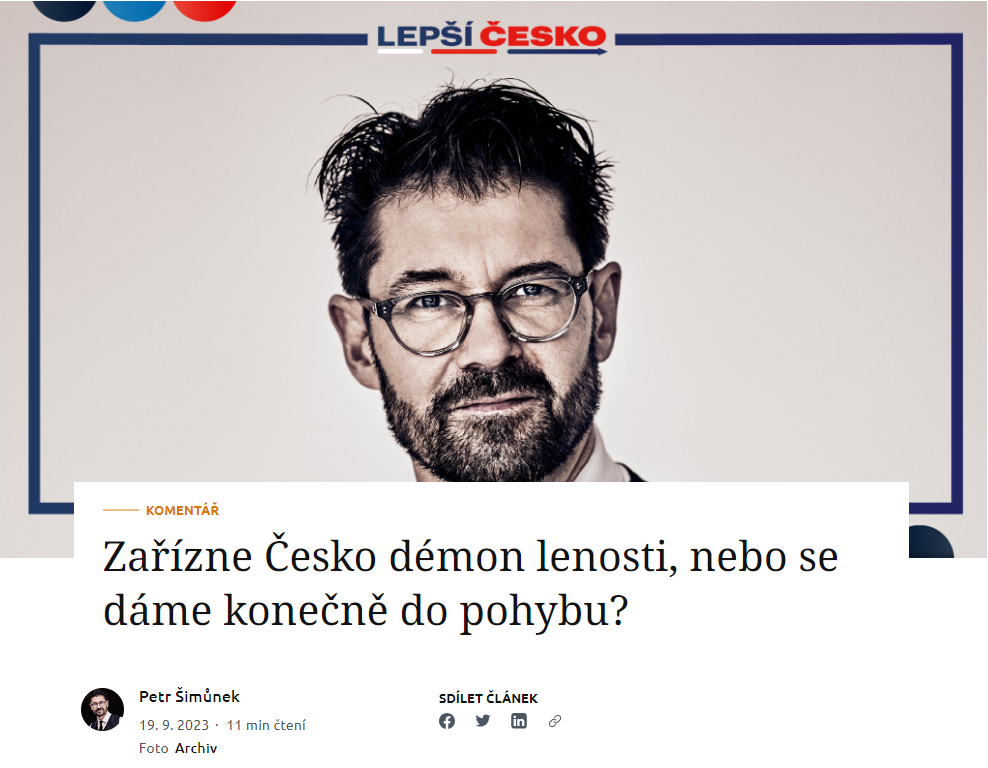 LEPŠÍ ČESKO
KOMENTÁŘ
Zařízne Česko démon lenosti, nebo se
dáme konečně do pohybu?
Petr Šimůnek
19. 9. 2023 · 11 min čtení
Foto Archiv
SDÍLET ČLÁNEK